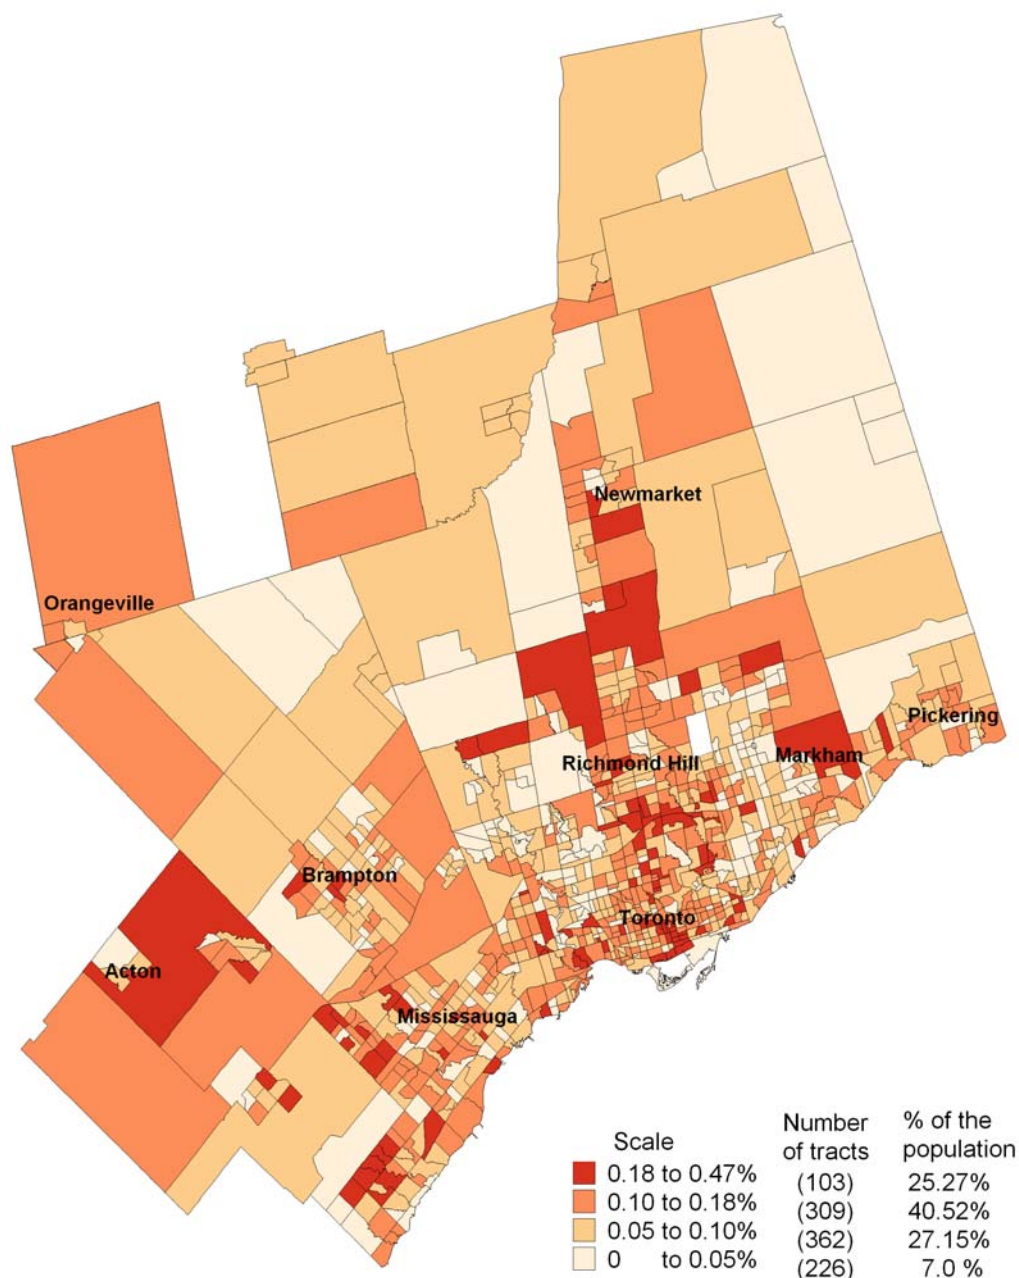 Newmarket
Orangeville
Pickering
Richmond Hill
Markham
Brampton
Toronto
Acton
Mississauga
Scale Number of tracts % of the population
0.18 to 0.47% (103) 25.27%
0.10 to 0.18% (309) 40.52%
0.05 to 0.10% (362) 27.15%
0 to 0.05% (226) 7.0 %